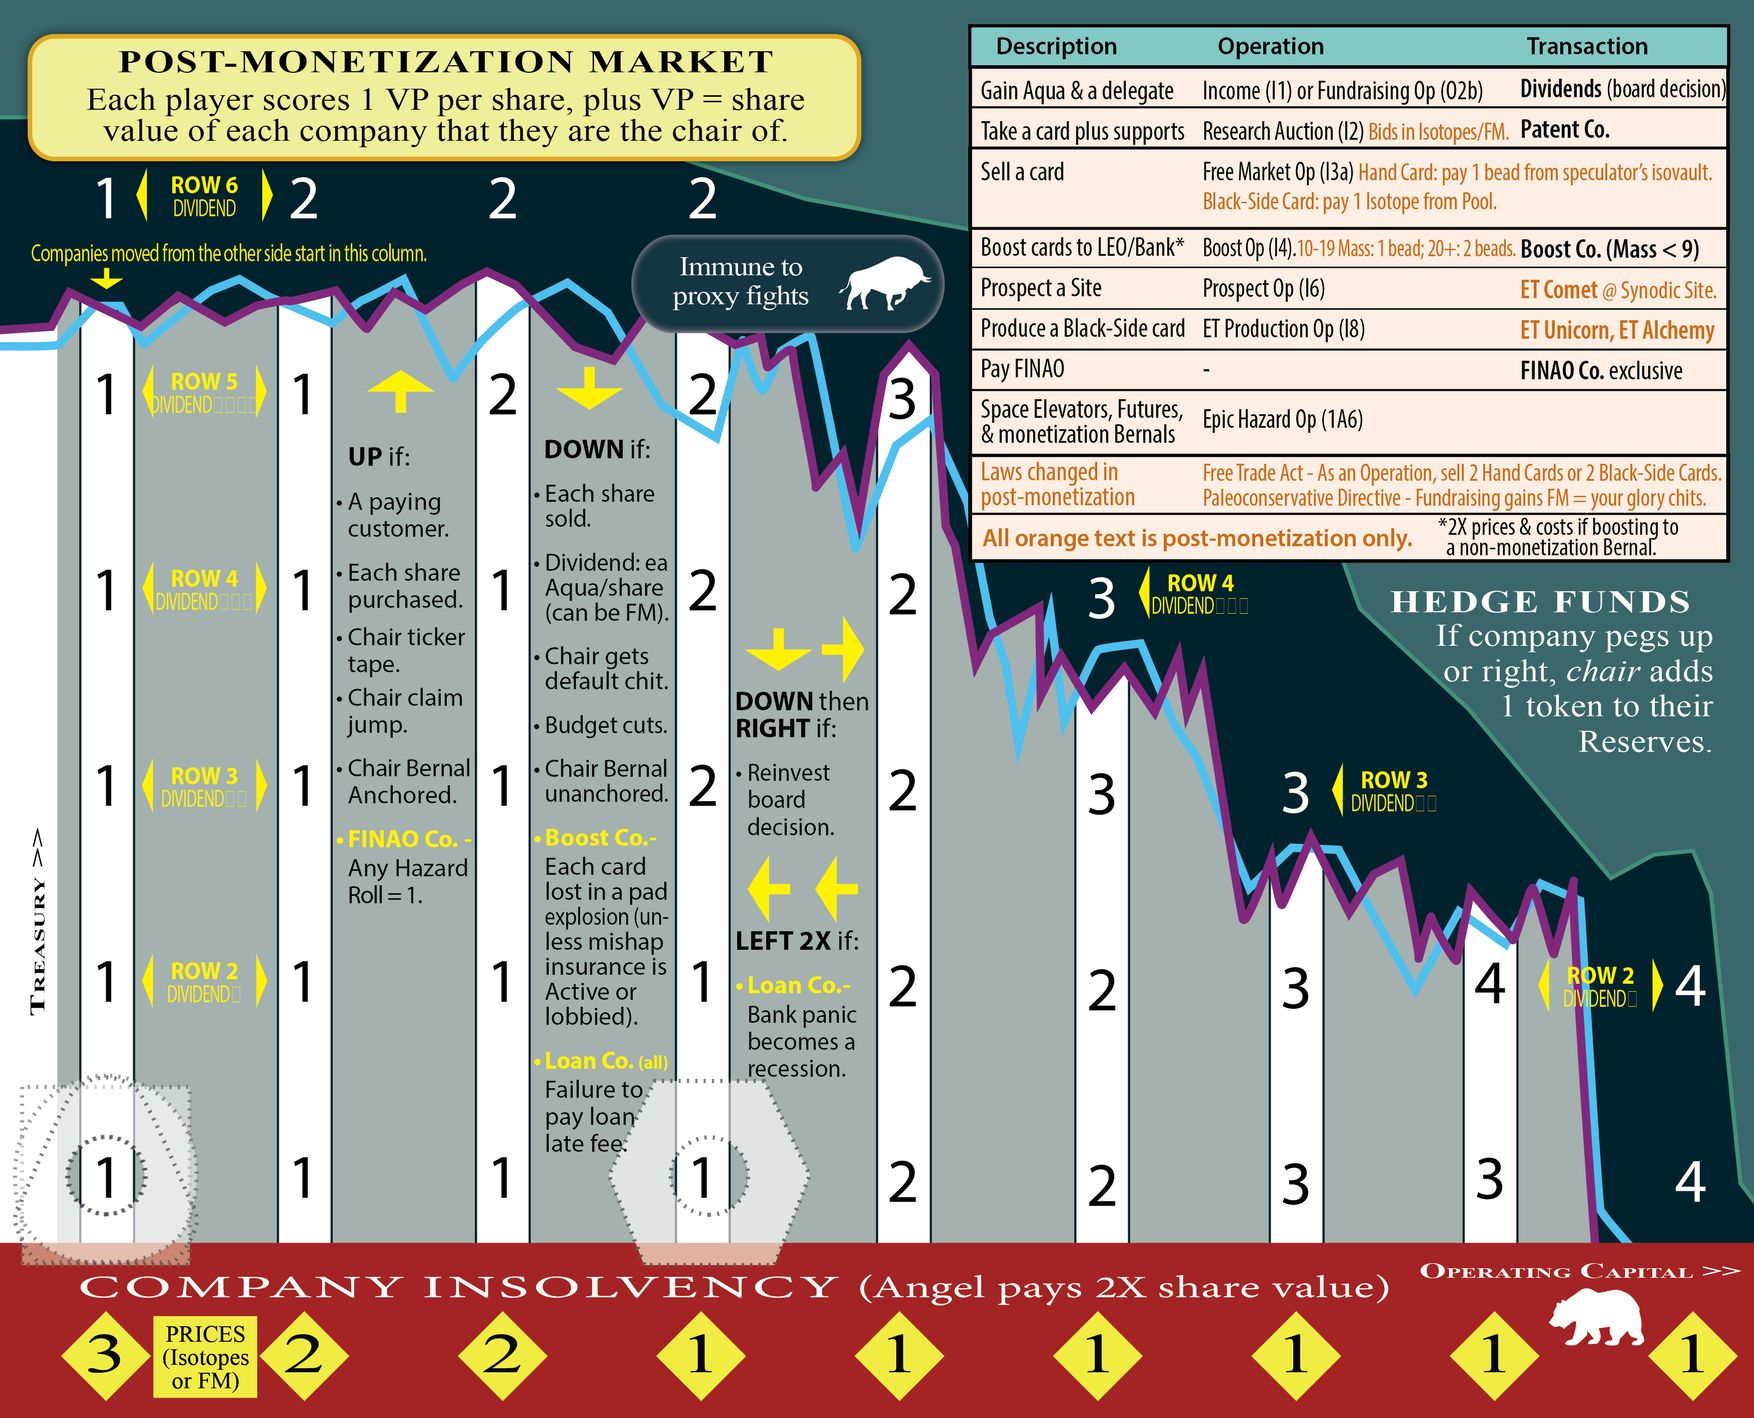 POST-MONETIZATION MARKET
Each player scores 1 VP per share, plus VP = share
value of each company that they are the chair of.
1 ROW 6 2 2 2
DIVIDEND
Companies moved from the other side start in this column.
Immune to
proxy fights
Description Operation Transaction
Gain Aqua & a delegate Income (I1) or Fundraising Op (O2b) Dividends (board decision)
Take a card plus supports Research Auction (I2) Bids in Isotopes/FM. Patent Co.
Sell a card Free Market Op (I3a) Hand Card: pay 1 bead from speculator's isovault.
Black-Side Card: pay 1 Isotope from Pool.
Boost cards to LEO/Bank* Boost Op (I4). 10-19 Mass: 1 bead; 20+: 2 beads. Boost Co. (Mass < 9)
Prospect a Site Prospect Op (I6) ET Comet @ Synodic Site.
Produce a Black-Side card ET Production Op (I8) ET Unicorn, ET Alchemy
Pay FINAO - FINAO Co. exclusive
Space Elevators, Futures,
& monetization Bernals Epic Hazard Op (1A6)
Laws changed in
post-monetization
Free Trade Act - As an Operation, sell 2 Hand Cards or 2 Black-Side Cards.
Paleoconservative Directive - Fundraising gains FM = your glory chits.
All orange text is post-monetization only.
*2X prices & costs if boosting to
a non-monetization Bernal.
1 ROW 5 1 2 2 3
DIVIDEND□□□□
1 ROW 4 1 1 2 2 3 ROW 4
DIVIDEND□□□ DIVIDEND□□□
1 ROW 3 1 1 2 2 3 3 ROW 3
DIVIDEND□□ DIVIDEND□□
1 ROW 2 1 1 1 2 2 3 4 ROW 2 4
DIVIDEND□ DIVIDEND□
1 1 1 1 2 2 3 3 4
UP if:
• A paying
customer.
• Each share
purchased.
• Chair ticker
tape.
• Chair claim
jump.
• Chair Bernal
Anchored.
• FINAO Co. -
Any Hazard
Roll = 1.
DOWN if:
• Each share
sold.
• Dividend: ea
Aqua/share
(can be FM).
• Chair gets
default chit.
• Budget cuts.
• Chair Bernal
unanchored.
• Boost Co.-
Each card
lost in a pad
explosion (un-
less mishap
insurance is
Active or
lobbied).
• Loan Co. (all)
Failure to
pay loan
late fee.
DOWN then
RIGHT if:
• Reinvest
board
decision.
LEFT 2X if:
• Loan Co.-
Bank panic
becomes a
recession.
HEDGE FUNDS
If company pegs up
or right, chair adds
1 token to their
Reserves.
TREASURY >>
COMPANY INSOLVENCY (Angel pays 2X share value)
OPERATING CAPITAL >>
3 PRICES 2 2 1 1 1 1 1 1
(Isotopes
or FM)